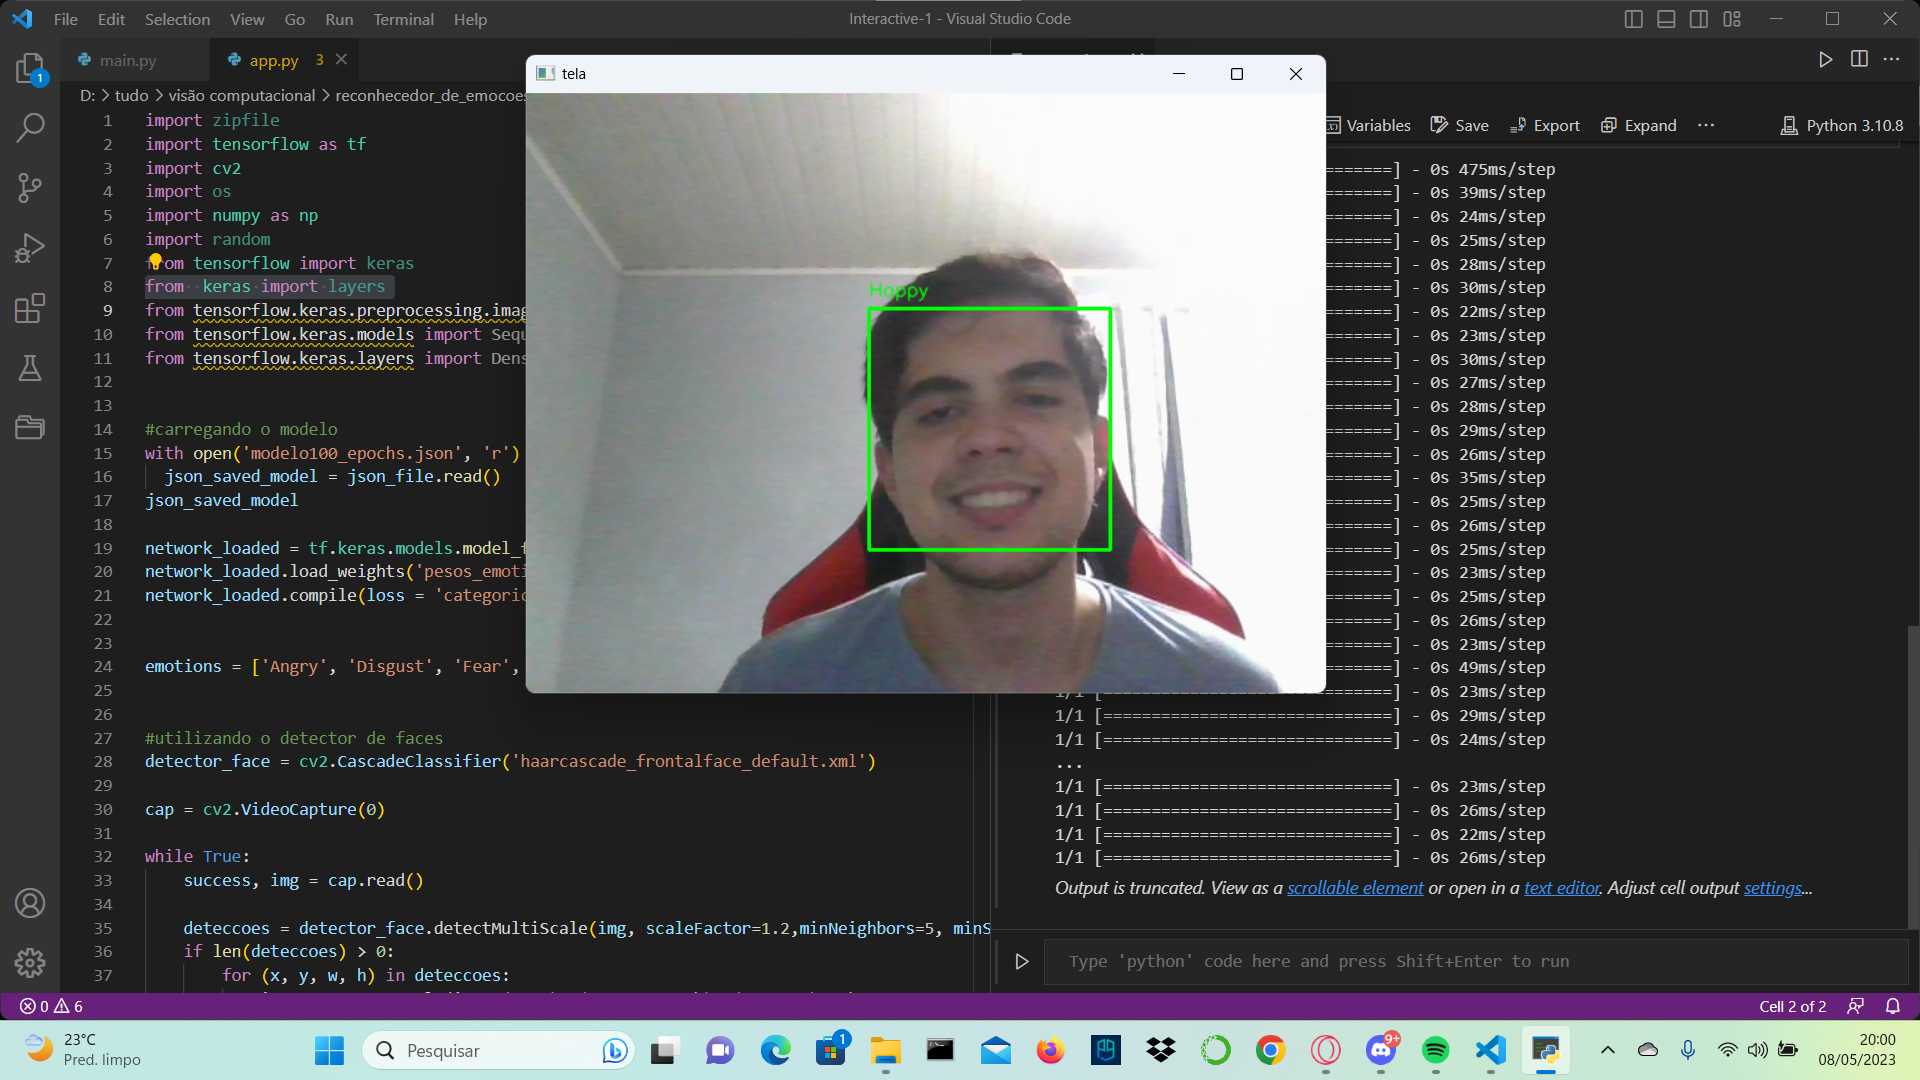 File Edit Selection View Go Run Terminal Help
Interactive-1 - Visual Studio Code
main.py
app.py 3
D: > tudo > visão computacional > reconhecedor_de_emocoes
1 import zipfile
2 import tensorflow as tf
3 import cv2
4 import os
5 import numpy as np
6 import random
7 from tensorflow import keras
8 from keras import layers
9 from tensorflow.keras.preprocessing.imag
10 from tensorflow.keras.models import Sequ
11 from tensorflow.keras.layers import Dens
12
13
14 #carregando o modelo
15 with open('modelo100_epochs.json', 'r')
16 json_saved_model = json_file.read()
17 json_saved_model
18
19 network_loaded = tf.keras.models.model_f
20 network_loaded.load_weights('pesos_emoti
21 network_loaded.compile(loss = 'categoric
22
23
24 emotions = ['Angry', 'Disgust', 'Fear',
25
26
27 #utilizando o detector de faces
28 detector_face = cv2.CascadeClassifier('haarcascade_frontalface_default.xml')
29
30 cap = cv2.VideoCapture(0)
31
32 while True:
33 success, img = cap.read()
34
35 deteccoes = detector_face.detectMultiScale(img, scaleFactor=1.2,minNeighbors=5, minS
36 if len(deteccoes) > 0:
37 for (x, y, w, h) in deteccoes:
tela
Happy
Variables Save Export Expand ... Python 3.10.8
=======] - 0s 475ms/step
=======] - 0s 39ms/step
=======] - 0s 24ms/step
=======] - 0s 25ms/step
=======] - 0s 28ms/step
=======] - 0s 30ms/step
=======] - 0s 22ms/step
=======] - 0s 23ms/step
=======] - 0s 30ms/step
=======] - 0s 27ms/step
=======] - 0s 28ms/step
=======] - 0s 29ms/step
=======] - 0s 26ms/step
=======] - 0s 35ms/step
=======] - 0s 25ms/step
=======] - 0s 26ms/step
=======] - 0s 25ms/step
=======] - 0s 23ms/step
=======] - 0s 25ms/step
=======] - 0s 26ms/step
=======] - 0s 23ms/step
=======] - 0s 49ms/step
1/1 [==============================] - 0s 23ms/step
1/1 [==============================] - 0s 29ms/step
1/1 [==============================] - 0s 24ms/step
...
1/1 [==============================] - 0s 23ms/step
1/1 [==============================] - 0s 26ms/step
1/1 [==============================] - 0s 22ms/step
1/1 [==============================] - 0s 26ms/step
Output is truncated. View as a scrollable element or open in a text editor. Adjust cell output settings...
Type 'python' code here and press Shift+Enter to run
0 6
Cell 2 of 2
23°C
Pred. limpo
Pesquisar
1
9+
20:00
08/05/2023